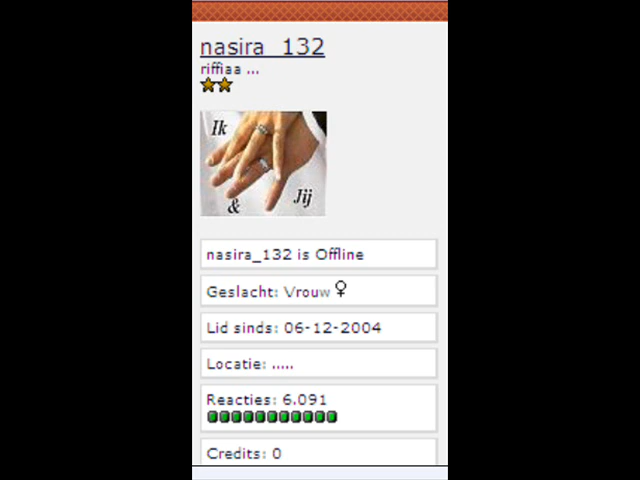 nasira_132
riffiaa ...
Ik
&
Jij
nasira_132 is Offline
Geslacht: Vrouw ♀
Lid sinds: 06-12-2004
Locatie: .....
Reacties: 6.091
Credits: 0